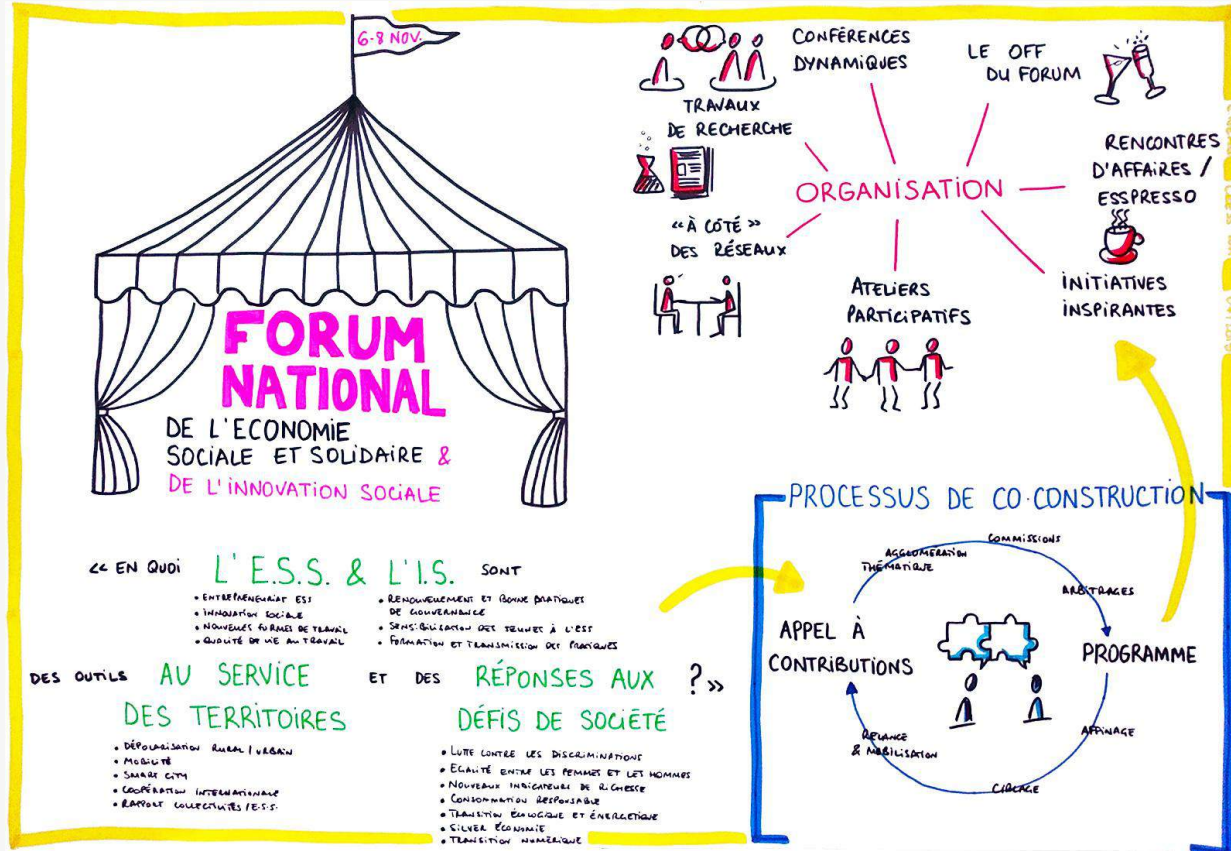 6-8 NOV.
FORUM
NATIONAL
DE L'ECONOMIE
SOCIALE ET SOLIDAIRE &
DE L'INNOVATION SOCIALE
CONFÉRENCES
DYNAMIQUES
LE OFF
DU FORUM
TRAVAUX
DE RECHERCHE
RENCONTRES
D'AFFAIRES /
ESSPRESSO
ORGANISATION
"À CÔTÉ"
DES RÉSEAUX
ATELIERS
PARTICIPATIFS
INITIATIVES
INSPIRANTES
« EN QUOI L'E.S.S. & L'I.S. SONT
• ENTREPRENEURIAT ESS
• INNOVATION SOCIALE
• NOUVELLES FORMES DE TRAVAIL
• QUALITÉ DE VIE AU TRAVAIL
• RENOUVELLEMENT ET BONNE PRATIQUES
DE GOUVERNANCE
• SENSIBILISATION DES JEUNES À L'ESS
• FORMATION ET TRANSMISSION DES PRATIQUES
DES OUTILS AU SERVICE
DES TERRITOIRES
ET DES RÉPONSES AUX
DÉFIS DE SOCIÉTÉ ? »
• DÉPOLARISATION RURAL / URBAIN
• MOBILITÉ
• SMART CITY
• COOPÉRATION INTERNATIONALE
• RAPPORT COLLECTIVITÉS / E.S.S.
• LUTTE CONTRE LES DISCRIMINATIONS
• EGALITÉ ENTRE LES FEMMES ET LES HOMMES
• NOUVEAUX INDICATEURS DE RICHESSE
• CONSOMMATION RESPONSABLE
• TRANSITION ÉCOLOGIQUE ET ÉNERGETIQUE
• SILVER ÉCONOMIE
• TRANSITION NUMÉRIQUE
PROCESSUS DE CO-CONSTRUCTION
COMMISSIONS
AGGLOMÉRATION
THÉMATIQUE
ARBITRAGES
APPEL À
CONTRIBUTIONS
PROGRAMME
RELANCE
& MOBILISATION
AFFINAGE
CIBLAGE